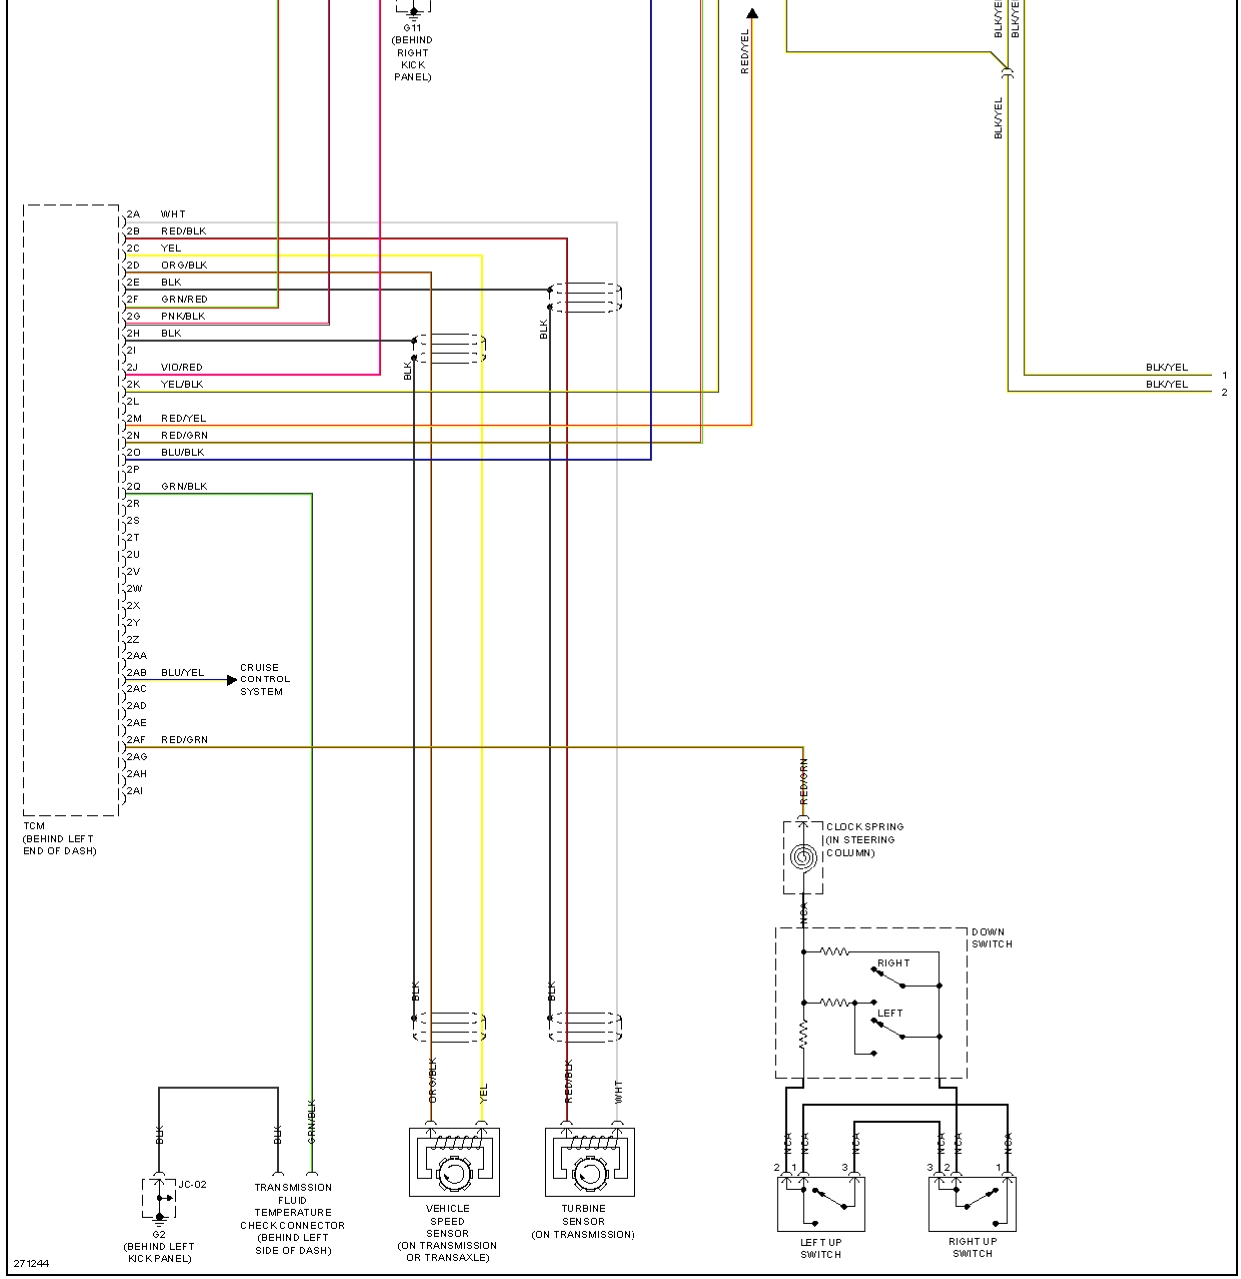 G11
(BEHIND
RIGHT
KICK
PANEL)
RED/YEL
BLK/YEL
BLK/YEL
BLK/YEL
2A WHT
2B RED/BLK
2C YEL
2D ORG/BLK
2E BLK
2F GRN/RED
2G PNK/BLK
2H BLK
2I
2J VIO/RED
2K YEL/BLK
2L
2M RED/YEL
2N RED/GRN
2O BLU/BLK
2P
2Q GRN/BLK
2R
2S
2T
2U
2V
2W
2X
2Y
2Z
2AA
2AB BLU/YEL
2AC
2AD
2AE
2AF RED/GRN
2AG
2AH
2AI
TCM
(BEHIND LEFT
END OF DASH)
BLK
BLK
BLK/YEL 1
BLK/YEL 2
CRUISE
CONTROL
SYSTEM
RED/GRN
CLOCKSPRING
(IN STEERING
COLUMN)
NCA
DOWN
SWITCH
RIGHT
LEFT
BLK
BLK
ORG/BLK
YEL
RED/BLK
WHT
BLK
BLK
GRN/BLK
NCA
NCA
NCA
NCA
NCA
NCA
2 1 3
3 2 1
JC-02
G2
(BEHIND LEFT
KICK PANEL)
TRANSMISSION
FLUID
TEMPERATURE
CHECK CONNECTOR
(BEHIND LEFT
SIDE OF DASH)
VEHICLE
SPEED
SENSOR
(ON TRANSMISSION
OR TRANSAXLE)
TURBINE
SENSOR
(ON TRANSMISSION)
LEFT UP
SWITCH
RIGHT UP
SWITCH
271244